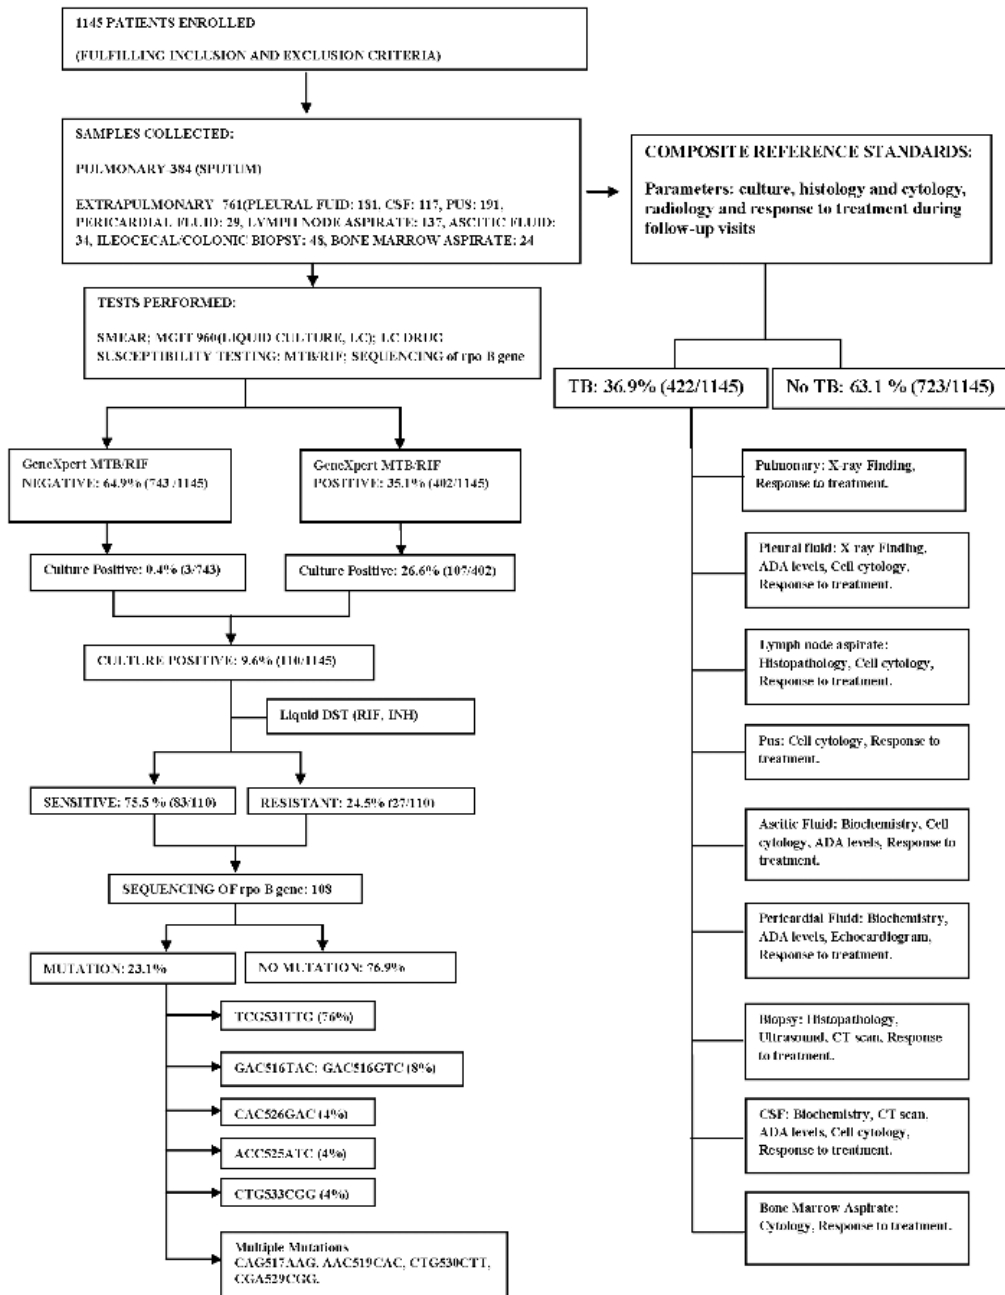 1145 PATIENTS ENROLLED
(FULFILLING INCLUSION AND EXCLUSION CRITERIA)
SAMPLES COLLECTED:
PULMONARY-384 (SPUTUM)
EXTRAPULMONARY 761(PLEURAL FUID: 181, CSF: 117, PUS: 191,
PERICARDIAL FLUID: 29, LYMPH NODE ASPIRATE: 137, ASCITIC FLUID:
34, ILEOCECAL/COLONIC BIOPSY: 48, BONE MARROW ASPIRATE: 24
COMPOSITE REFERENCE STANDARDS:
Parameters: culture, histology and cytology,
radiology and response to treatment during
follow-up visits
TESTS PERFORMED:
SMEAR; MGIT 960(LIQUID CULTURE, LC); LC DRUG
SUSCEPTIBILITY TESTING: MTB/RIF; SEQUENCING of rpo B gene
TB: 36.9% (422/1145)
No TB: 63.1 % (723/1145)
GeneXpert MTB/RIF
NEGATIVE: 64.9% (743 /1145)
GeneXpert MTB/RIF
POSITIVE: 35.1% (402/1145)
Culture Positive: 0.4% (3/743)
Culture Positive: 26.6% (107/402)
CULTURE POSITIVE: 9.6% (110/1145)
Liquid DST (RIF, INH)
SENSITIVE: 75.5 % (83/110)
RESISTANT: 24.5% (27/110)
SEQUENCING OF rpo B gene: 108
MUTATION: 23.1%
NO MUTATION: 76.9%
TCG531TTG (76%)
GAC516TAC: GAC516GTC (8%)
CAC526GAC (4%)
ACC525ATC (4%)
CTG533CGG (4%)
Multiple Mutations
CAG517AAG. AAC519CAC, CTG530CTT,
CGA529CGG.
Pulmonary: X-ray Finding,
Response to treatment.
Pleural fluid: X-ray Finding,
ADA levels, Cell cytology.
Response to treatment.
Lymph node aspirate:
Histopathology, Cell cytology,
Response to treatment.
Pus: Cell cytology, Response to
treatment.
Ascitic Fluid: Biochemistry, Cell
cytology, ADA levels, Response to
treatment.
Pericardial Fluid: Biochemistry,
ADA levels, Echocardiogram,
Response to treatment.
Biopsy: Histopathology,
Ultrasound, CT scan, Response
to treatment.
CSF: Biochemistry, CT scan,
ADA levels, Cell cytology,
Response to treatment.
Bone Marrow Aspirate:
Cytology, Response to treatment.